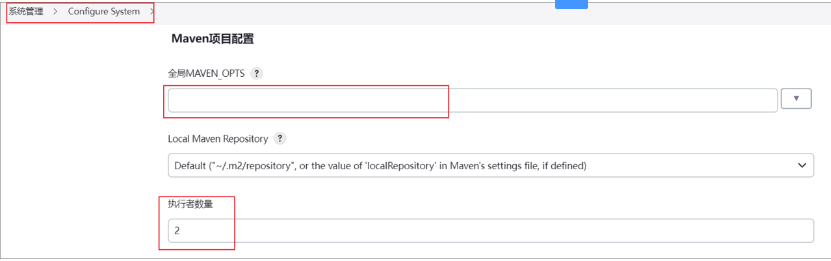 系统管理 > Configure System >
Maven项目配置
全局MAVEN_OPTS ?
Local Maven Repository ?
Default ("~/.m2/repository", or the value of 'localRepository' in Maven's settings file, if defined)
执行者数量
2